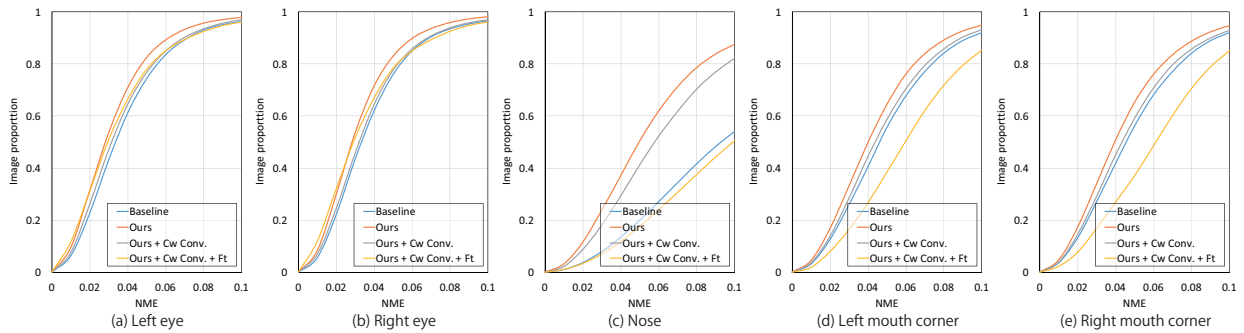 Image proporttion
1
0.8
0.6
0.4
0.2
0
Baseline
Ours
Ours + Cw Conv.
Ours + Cw Conv. + Ft
0 0.02 0.04 0.06 0.08 0.1
NME
(a) Left eye
Image proporttion
1
0.8
0.6
0.4
0.2
0
Baseline
Ours
Ours + Cw Conv.
Ours + Cw Conv. + Ft
0 0.02 0.04 0.06 0.08 0.1
NME
(b) Right eye
Image proporttion
1
0.8
0.6
0.4
0.2
0
Baseline
Ours
Ours + Cw Conv.
Ours + Cw Conv. + Ft
0 0.02 0.04 0.06 0.08 0.1
NME
(c) Nose
Image proporttion
1
0.8
0.6
0.4
0.2
0
Baseline
Ours
Ours + Cw Conv.
Ours + Cw Conv. + Ft
0 0.02 0.04 0.06 0.08 0.1
NME
(d) Left mouth corner
Image proporttion
1
0.8
0.6
0.4
0.2
0
Baseline
Ours
Ours + Cw Conv.
Ours + Cw Conv. + Ft
0 0.02 0.04 0.06 0.08 0.1
NME
(e) Right mouth corner